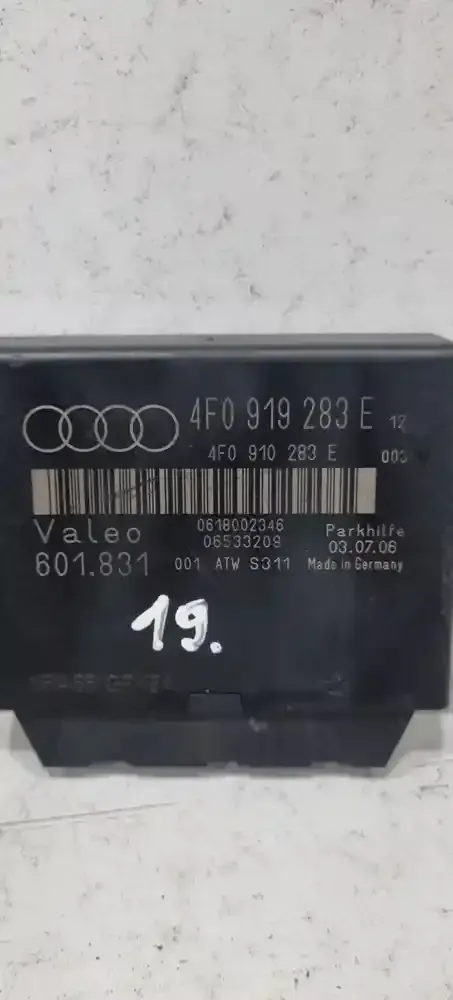 4F0 919 283 E 12
4F0 910 283 E 003
Valeo 0618002346 Parkhilfe
06533209 03.07.06
601.831 001 ATW S311 Made in Germany
19.